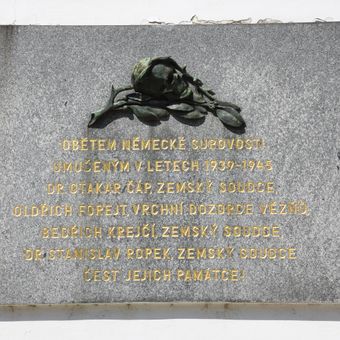 OBĚTEM NĚMECKÉ SUROVOSTI
UMUČENÝM V LETECH 1939-1945
DR. OTAKAR ČÁP, ZEMSKÝ SOUDCE,
OLDŘICH FOREJT, VRCHNÍ DOZORCE VĚZŇŮ,
BEDŘICH KREJČÍ, ZEMSKÝ SOUDCE,
DR. STANISLAV ROPEK, ZEMSKÝ SOUDCE
ČEST JEJICH PAMÁTCE!